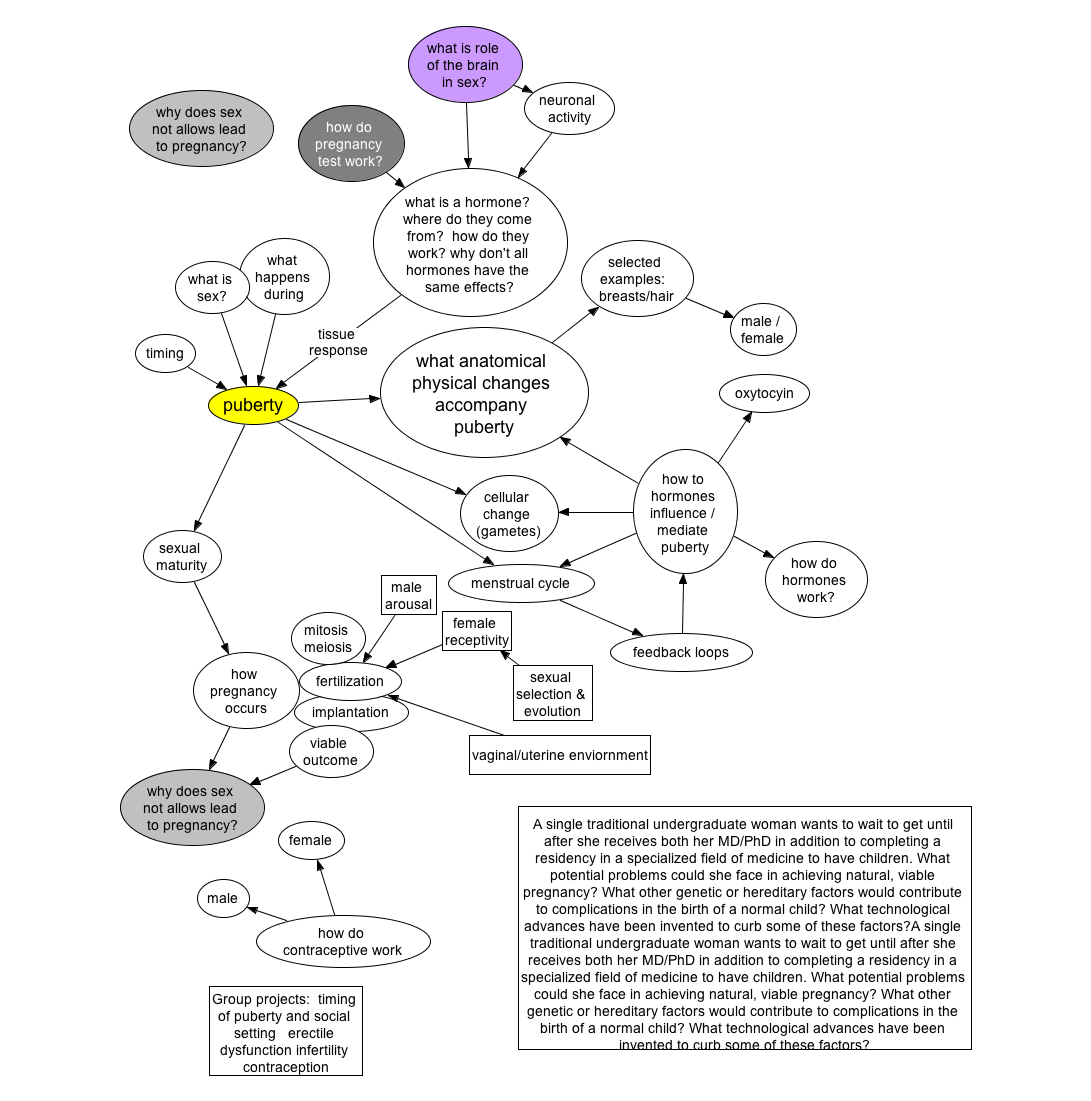 what is role
of the brain
in sex?
neuronal
activity
why does sex
not allows lead
to pregnancy?
how do
pregnancy
test work?
what is a hormone?
where do they come
from? how do they
work? why don't all
hormones have the
same effects?
what
happens
during
what is
sex?
selected
examples:
breasts/hair
male /
female
tissue
response
timing
puberty
what anatomical
physical changes
accompany
puberty
oxytocyin
how to
hormones
influence /
mediate
puberty
cellular
change
(gametes)
sexual
maturity
menstrual cycle
how do
hormones
work?
male
arousal
mitosis
meiosis
female
receptivity
feedback loops
how
pregnancy
occurs
fertilization
sexual
selection &
evolution
implantation
viable
outcome
vaginal/uterine enviornment
why does sex
not allows lead
to pregnancy?
female
male
how do
contraceptive work
A single traditional undergraduate woman wants to wait to get until
after she receives both her MD/PhD in addition to completing a
residency in a specialized field of medicine to have children. What
potential problems could she face in achieving natural, viable
pregnancy? What other genetic or hereditary factors would contribute
to complications in the birth of a normal child? What technological
advances have been invented to curb some of these factors?A single
traditional undergraduate woman wants to wait to get until after she
receives both her MD/PhD in addition to completing a residency in a
specialized field of medicine to have children. What potential problems
could she face in achieving natural, viable pregnancy? What other
genetic or hereditary factors would contribute to complications in the
birth of a normal child? What technological advances have been
invented to curb some of these factors?
Group projects: timing
of puberty and social
setting erectile
dysfunction infertility
contraception